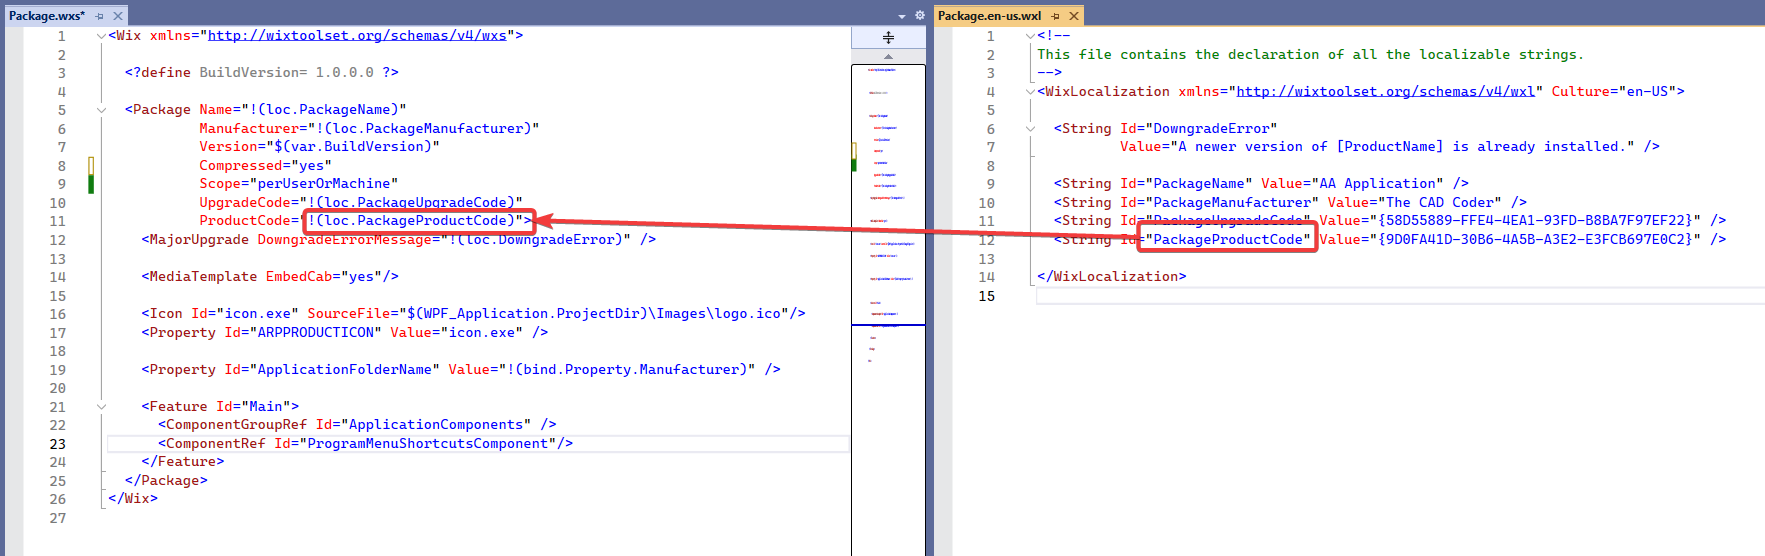 Package.wxs*
1 <Wix xmlns="http://wixtoolset.org/schemas/v4/wxs">
2
3 <?define BuildVersion= 1.0.0.0 ?>
4
5 <Package Name="!(loc.PackageName)"
6 Manufacturer="!(loc.PackageManufacturer)"
7 Version="$(var.BuildVersion)"
8 Compressed="yes"
9 Scope="perUserOrMachine"
10 UpgradeCode="!(loc.PackageUpgradeCode)"
11 ProductCode="!(loc.PackageProductCode)">
12 <MajorUpgrade DowngradeErrorMessage="!(loc.DowngradeError)" />
13
14 <MediaTemplate EmbedCab="yes"/>
15
16 <Icon Id="icon.exe" SourceFile="$(WPF_Application.ProjectDir)\Images\logo.ico"/>
17 <Property Id="ARPPRODUCTICON" Value="icon.exe" />
18
19 <Property Id="ApplicationFolderName" Value="!(bind.Property.Manufacturer)" />
20
21 <Feature Id="Main">
22 <ComponentGroupRef Id="ApplicationComponents" />
23 <ComponentRef Id="ProgramMenuShortcutsComponent"/>
24 </Feature>
25 </Package>
26 </Wix>
27
Package.en-us.wxl
1 <!--
2 This file contains the declaration of all the localizable strings.
3 -->
4 <WixLocalization xmlns="http://wixtoolset.org/schemas/v4/wxl" Culture="en-US">
5
6 <String Id="DowngradeError"
7 Value="A newer version of [ProductName] is already installed." />
8
9 <String Id="PackageName" Value="AA Application" />
10 <String Id="PackageManufacturer" Value="The CAD Coder" />
11 <String Id="PackageUpgradeCode" Value="{58D55889-FFE4-4EA1-93FD-B8BA7F97EF22}" />
12 <String Id="PackageProductCode" Value="{9D0FA41D-30B6-4A5B-A3E2-E3FCB697E0C2}" />
13
14 </WixLocalization>
15